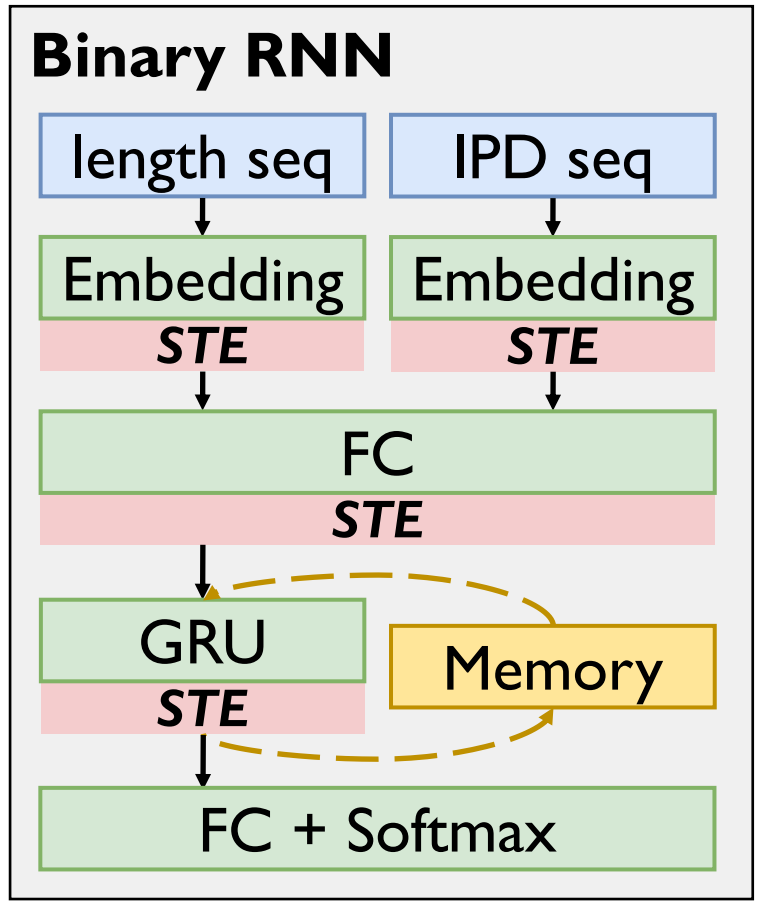 Binary RNN
length seq IPD seq
Embedding Embedding
STE STE
FC
STE
GRU
Memory
STE
FC + Softmax